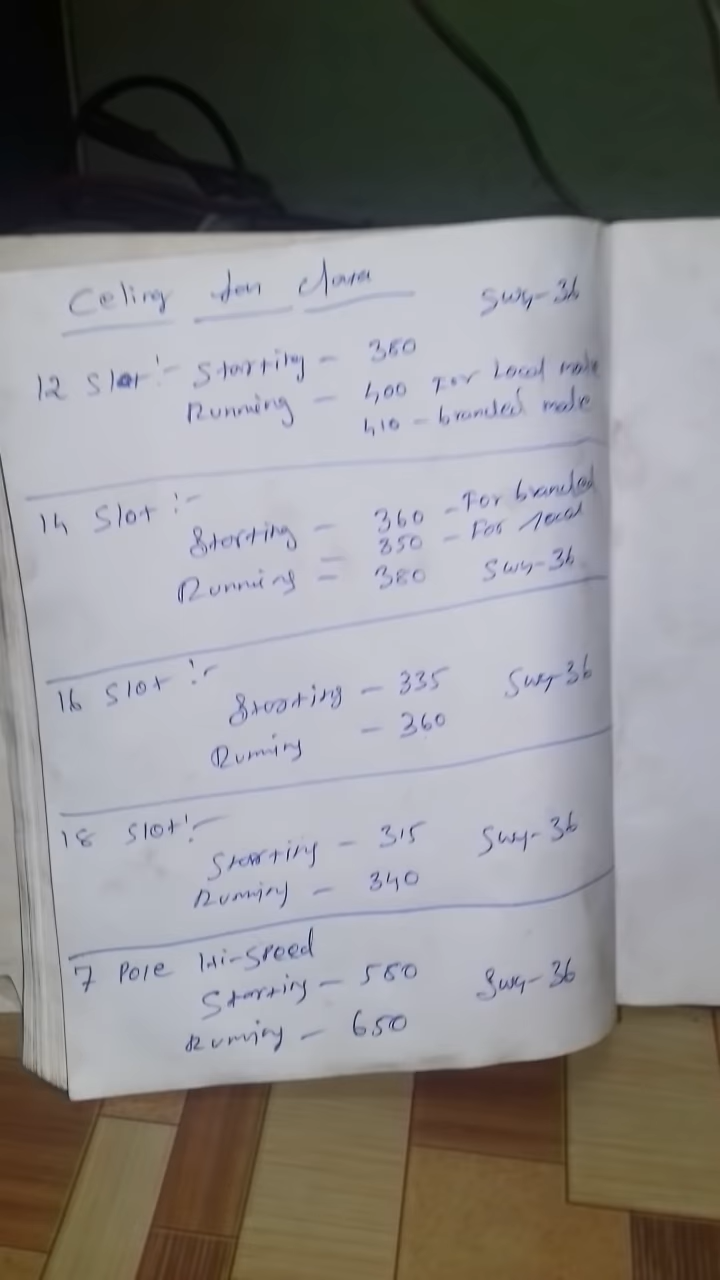 Celing fan data
Swg-36
12 Slot:- Starting - 380
Running - 400 For Local make
410 - branded make
14 Slot :-
Starting - 360 - For branded
350 - For local
Running = 380 Swg-36
16 Slot :-
Starting - 335 Swg-36
Running - 360
18 Slot:-
Starting - 315 Swg-36
Running - 340
7 Pole Hi-Speed
Starting - 580 Swg-36
Running - 650